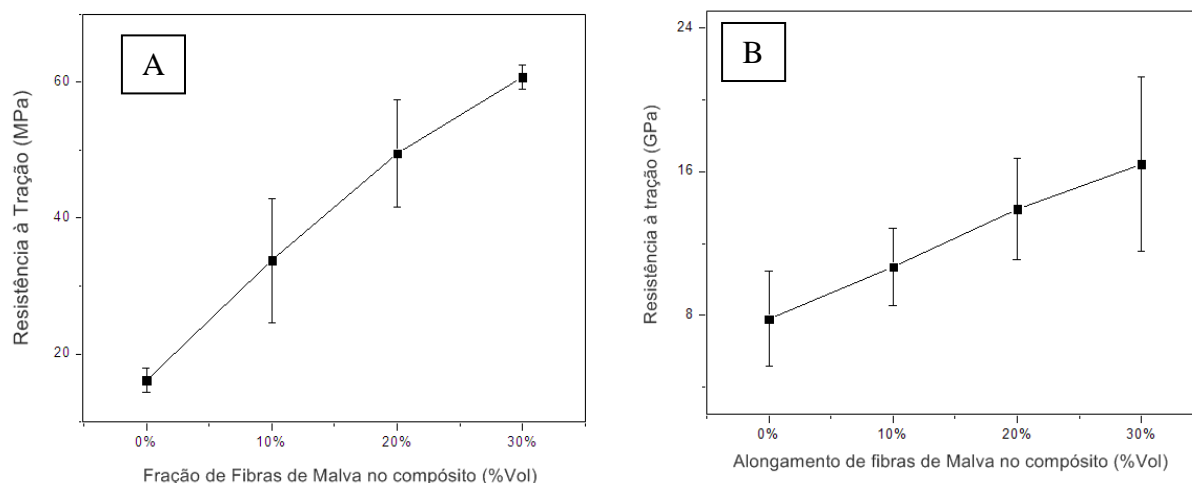 A
Resistência à Tração (MPa)
60
40
20
0%
10%
20%
30%
Fração de Fibras de Malva no compósito (%Vol)
B
Resistência à tração (GPa)
24
16
8
0%
10%
20%
30%
Alongamento de fibras de Malva no compósito (%Vol)